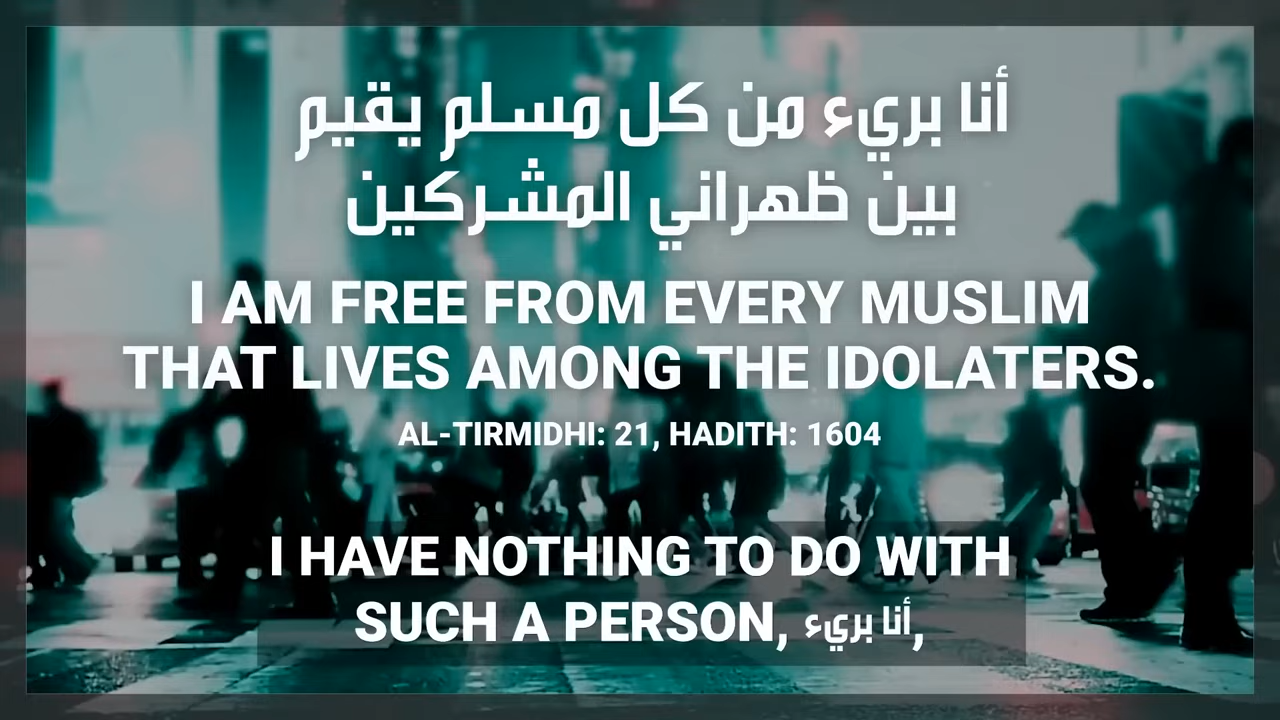 أنا بريء من كل مسلم يقيم
بين ظهراني المشركين
I AM FREE FROM EVERY MUSLIM
THAT LIVES AMONG THE IDOLATERS.
AL-TIRMIDHI: 21, HADITH: 1604
I HAVE NOTHING TO DO WITH
SUCH A PERSON, أنا بريء,